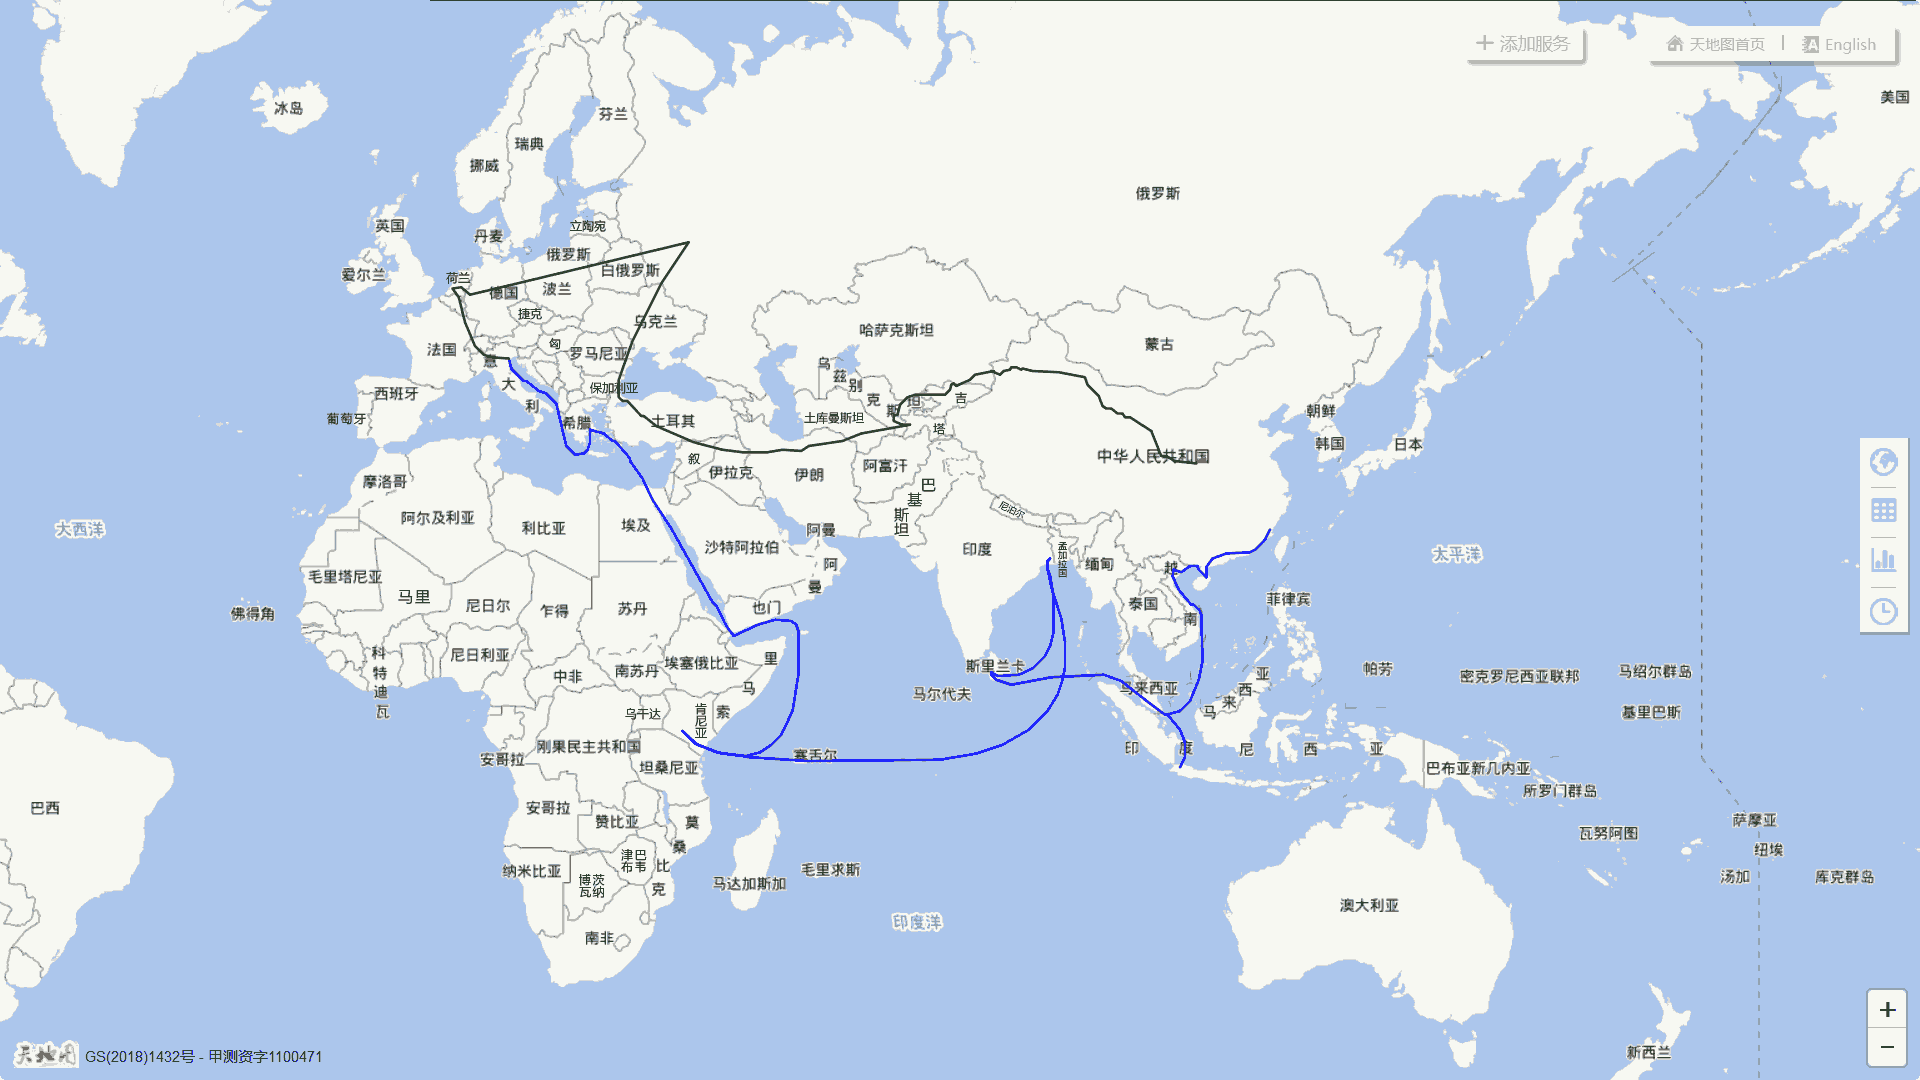 添加服务
天地图首页
English
美国
冰岛
芬兰
瑞典
挪威
俄罗斯
英国
立陶宛
丹麦
俄罗斯
白俄罗斯
爱尔兰
荷兰
德国
波兰
捷克
乌克兰
哈萨克斯坦
蒙古
法国
匈
罗马尼亚
意
大
利
乌
兹
别
克
斯
坦
吉
西班牙
保加利亚
葡萄牙
希腊
土耳其
土库曼斯坦
塔
朝鲜
韩国
日本
中华人民共和国
叙
伊拉克
伊朗
阿富汗
巴
基
斯
坦
摩洛哥
尼泊尔
大西洋
阿尔及利亚
利比亚
埃及
沙特阿拉伯
阿曼
阿
曼
印度
孟加拉国
缅甸
越
南
太平洋
毛里塔尼亚
马里
尼日尔
乍得
苏丹
也门
泰国
菲律宾
佛得角
科特迪瓦
尼日利亚
中非
南苏丹
埃塞俄比亚
里
马
索
斯里兰卡
马尔代夫
马来西亚
马
来
西
亚
帕劳
密克罗尼西亚联邦
马绍尔群岛
基里巴斯
乌干达
肯尼亚
安哥拉
刚果民主共和国
坦桑尼亚
塞舌尔
印
度
尼
西
亚
巴布亚新几内亚
所罗门群岛
巴西
安哥拉
赞比亚
莫
桑
比
克
津巴布韦
瓦努阿图
萨摩亚
纽埃
纳米比亚
博茨瓦纳
马达加斯加
毛里求斯
汤加
库克群岛
印度洋
澳大利亚
南非
新西兰
天地图
GS(2018)1432号 - 甲测资字1100471